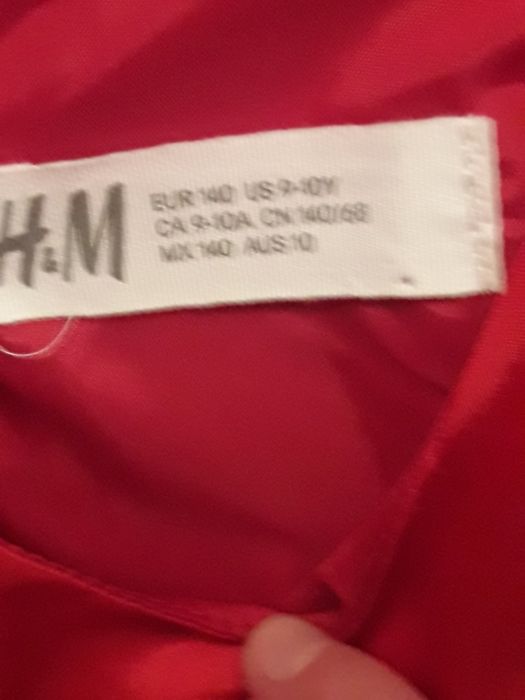 H&M
EUR 140 US 9-10Y
CA 9-10A CN 140/68
MX 140 AUS 10